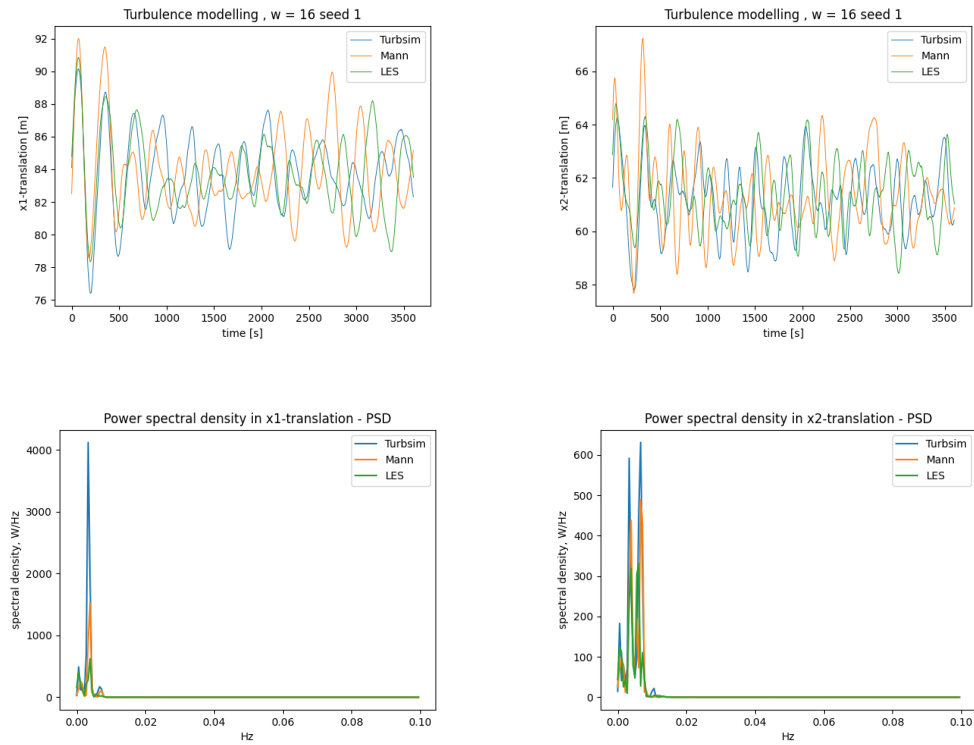 Turbulence modelling , w = 16 seed 1
x1-translation [m]
92
90
88
86
84
82
80
78
76
0 500 1000 1500 2000 2500 3000 3500
time [s]
Turbsim
Mann
LES
Turbulence modelling , w = 16 seed 1
x2-translation [m]
66
64
62
60
58
0 500 1000 1500 2000 2500 3000 3500
time [s]
Turbsim
Mann
LES
Power spectral density in x1-translation - PSD
spectral density, W/Hz
4000
3000
2000
1000
0
0.00 0.02 0.04 0.06 0.08 0.10
Hz
Turbsim
Mann
LES
Power spectral density in x2-translation - PSD
spectral density, W/Hz
600
500
400
300
200
100
0
0.00 0.02 0.04 0.06 0.08 0.10
Hz
Turbsim
Mann
LES